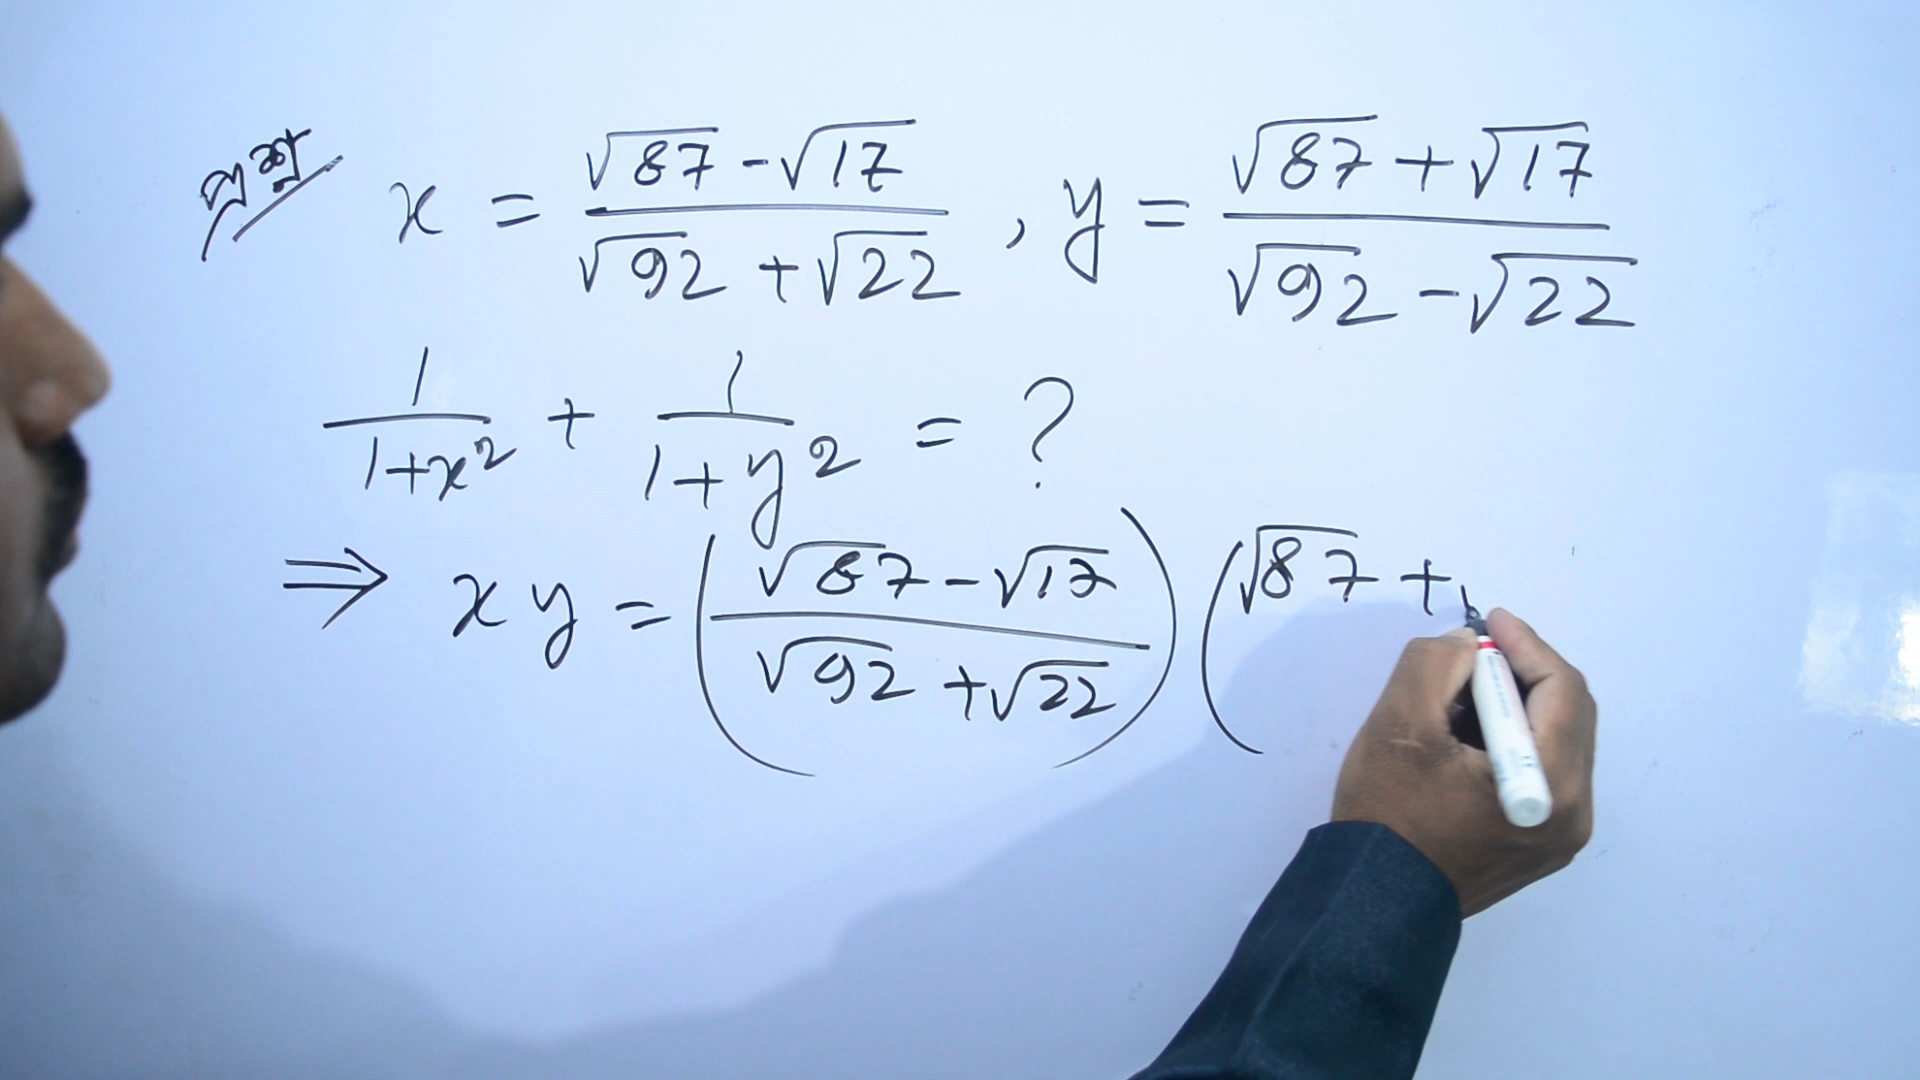 প্রশ্ন x = (√87 - √17)/(√92 + √22) , y = (√87 + √17)/(√92 - √22)
1/(1+x²) + 1/(1+y²) = ?
⇒ xy = ((√87 - √17)/(√92 + √22)) (√87 +